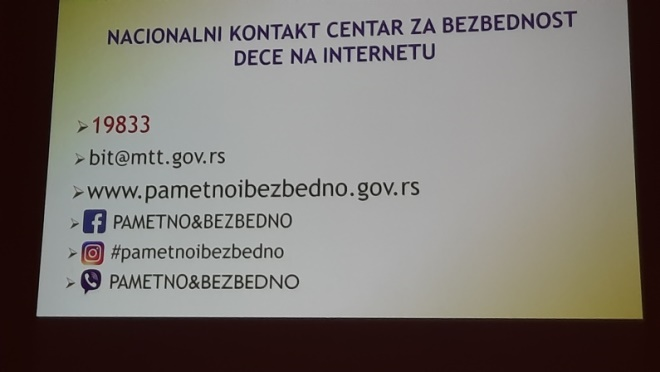 NACIONALNI KONTAKT CENTAR ZA BEZBEDNOST
DECE NA INTERNETU
19833
bit@mtt.gov.rs
www.pametnoibezbedno.gov.rs
PAMETNO&BEZBEDNO
#pametnoibezbedno
PAMETNO&BEZBEDNO